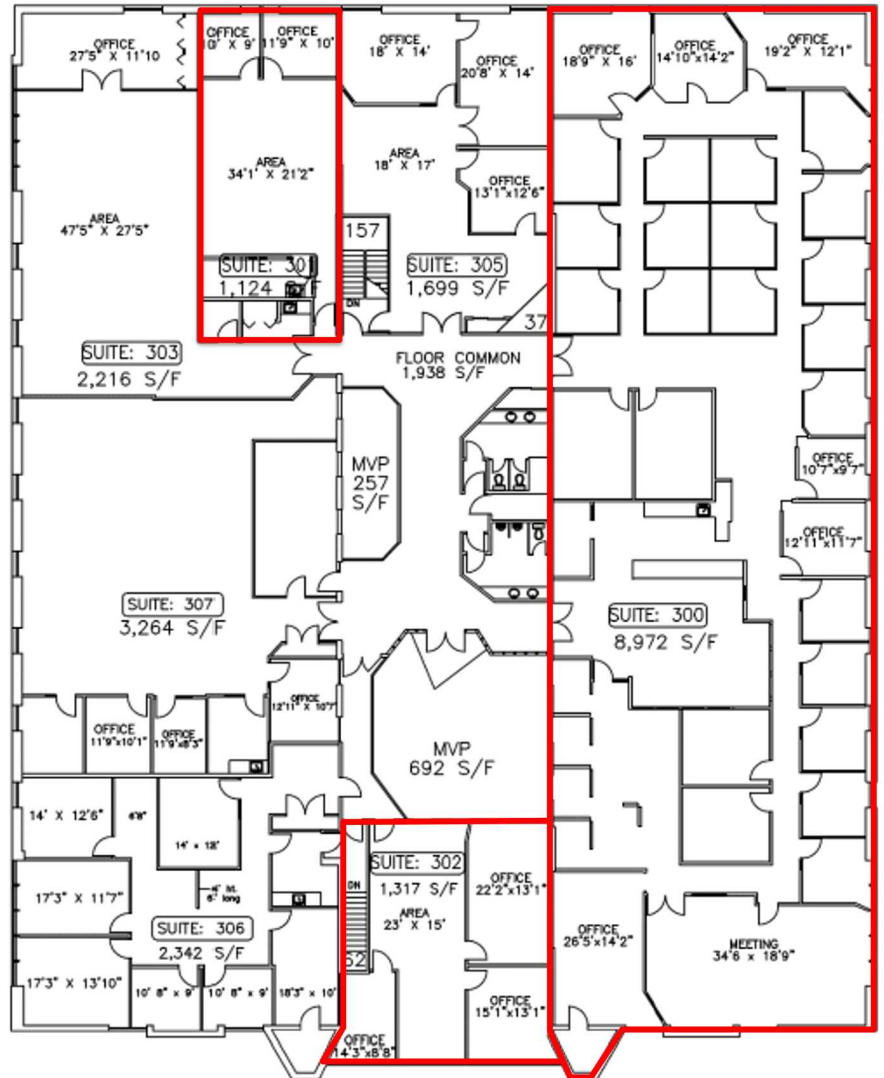 OFFICE
27'5" X 11'10
OFFICE
10' X 9'
OFFICE
11'9" X 10'
OFFICE
18' X 14'
OFFICE
20'8' X 14'
OFFICE
18'9" X 16'
OFFICE
14'10"x14'2"
OFFICE
19'2" X 12'1"
AREA
34'1' X 21'2"
AREA
18' X 17'
OFFICE
13'1"x12'6"
AREA
47'5" X 27'5"
157
DN
SUITE: 301
1,124 S/F
SUITE: 305
1,699 S/F
37
SUITE: 303
2,216 S/F
FLOOR COMMON
1,938 S/F
MVP
257
S/F
OFFICE
10'7"x9'7"
OFFICE
12'11"x11'7"
SUITE: 307
3,264 S/F
SUITE: 300
8,972 S/F
OFFICE
12'11" X 10'7"
OFFICE
11'9"x10'1"
OFFICE
11'9"x8'3"
MVP
692 S/F
14' X 12'6"
6'8"
14' x 12'
17'3" X 11'7"
6' long
SUITE: 306
2,342 S/F
17'3" X 13'10"
10' 8" x 9'
10' 8" x 9'
18'3" x 10'
SUITE: 302
1,317 S/F
DN
AREA
23' X 15'
52
OFFICE
22'2"x13'1"
OFFICE
15'1"x13'1"
OFFICE
14'3"x8'8"
OFFICE
26'5'x14'2"
MEETING
34'6 x 18'9"